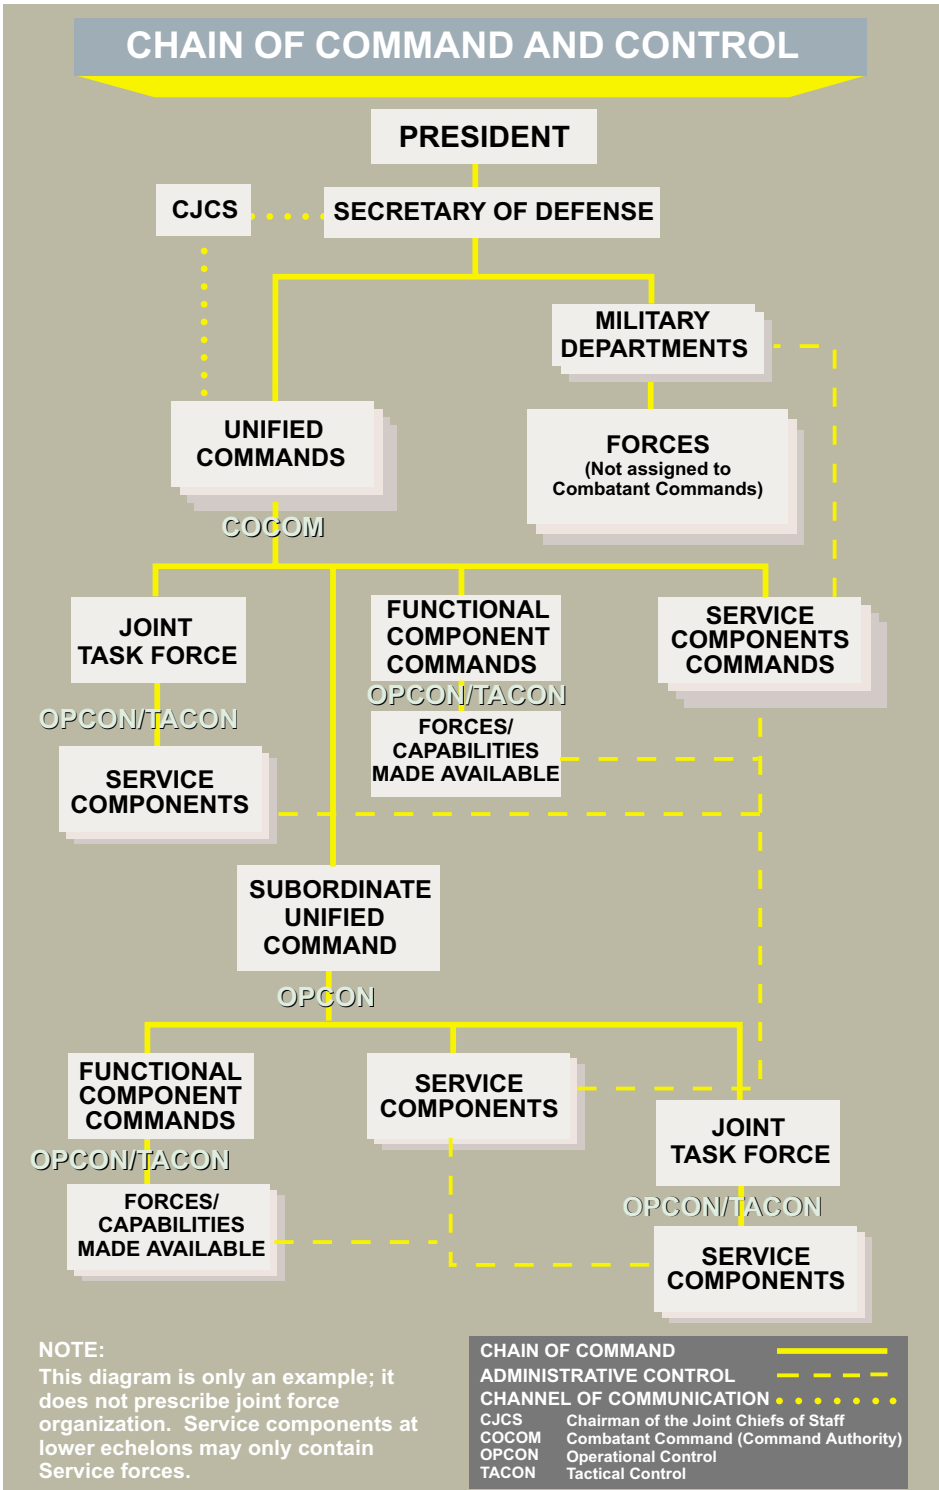 CHAIN OF COMMAND AND CONTROL
PRESIDENT
CJCS
SECRETARY OF DEFENSE
MILITARY
DEPARTMENTS
UNIFIED
COMMANDS
FORCES
(Not assigned to
Combatant Commands)
COCOM
JOINT
TASK FORCE
FUNCTIONAL
COMPONENT
COMMANDS
SERVICE
COMPONENTS
COMMANDS
OPCON/TACON
OPCON/TACON
FORCES/
CAPABILITIES
MADE AVAILABLE
SERVICE
COMPONENTS
SUBORDINATE
UNIFIED
COMMAND
OPCON
FUNCTIONAL
COMPONENT
COMMANDS
SERVICE
COMPONENTS
JOINT
TASK FORCE
OPCON/TACON
OPCON/TACON
FORCES/
CAPABILITIES
MADE AVAILABLE
SERVICE
COMPONENTS
NOTE:
This diagram is only an example; it
does not prescribe joint force
organization. Service components at
lower echelons may only contain
Service forces.
CHAIN OF COMMAND
ADMINISTRATIVE CONTROL
CHANNEL OF COMMUNICATION
CJCS Chairman of the Joint Chiefs of Staff
COCOM Combatant Command (Command Authority)
OPCON Operational Control
TACON Tactical Control